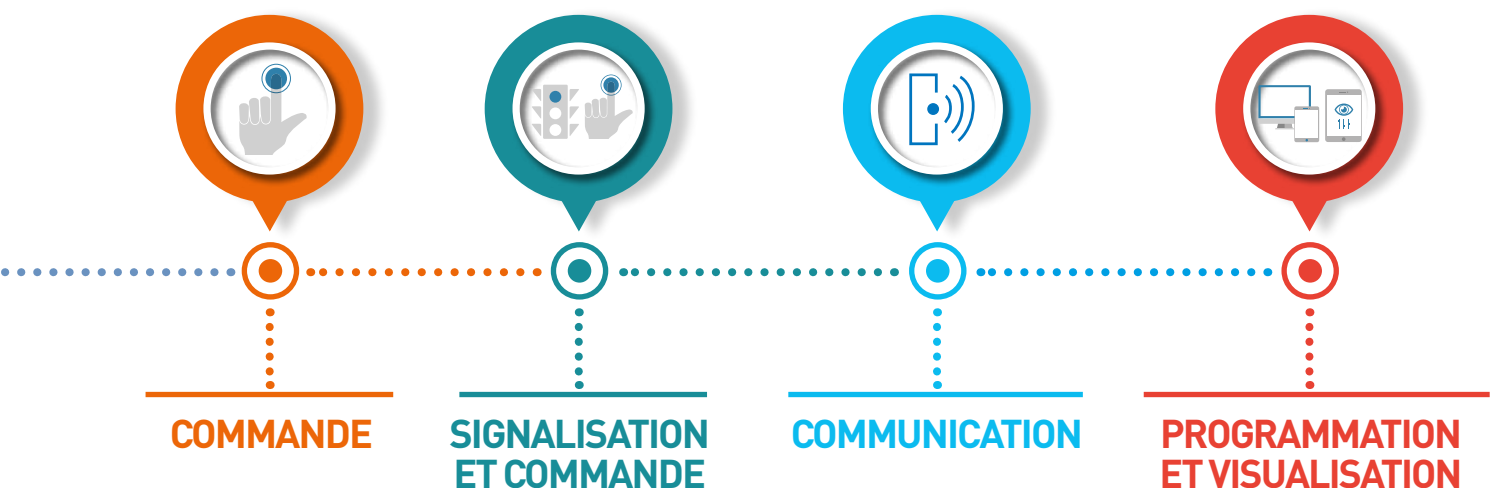 COMMANDE
SIGNALISATION
ET COMMANDE
COMMUNICATION
PROGRAMMATION
ET VISUALISATION